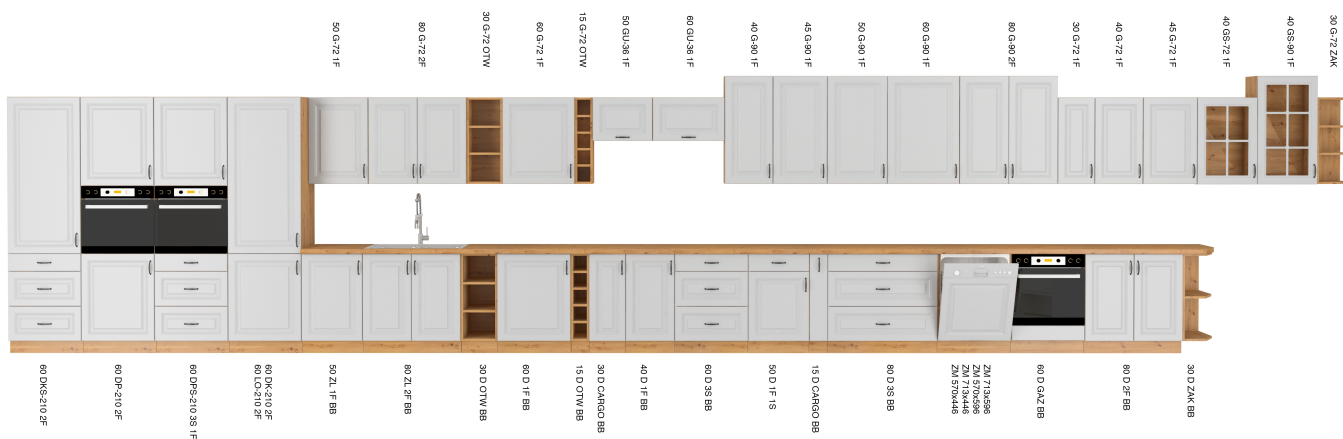 50 G-72 1F
80 G-72 2F
30 G-72 OTW
60 G-72 1F
15 G-72 OTW
50 GU-36 1F
60 GU-36 1F
40 G-90 1F
45 G-90 1F
50 G-90 1F
60 G-90 1F
80 G-90 2F
30 G-72 1F
40 G-72 1F
45 G-72 1F
40 GS-72 1F
40 GS-90 1F
30 G-72 ZAK
60 DKS-210 2F
60 DP-210 2F
60 DPS-210 3S 1F
60 DK-210 2F
60 LO-210 2F
50 ZL 1F BB
80 ZL 2F BB
30 D OTW BB
60 D 1F BB
15 D OTW BB
30 D CARGO BB
40 D 1F BB
60 D 3S BB
50 D 1F 1S
15 D CARGO BB
80 D 3S BB
ZM 713x596
ZM 570x596
ZM 713x446
ZM 570x446
60 D GAZ BB
80 D 2F BB
30 D ZAK BB